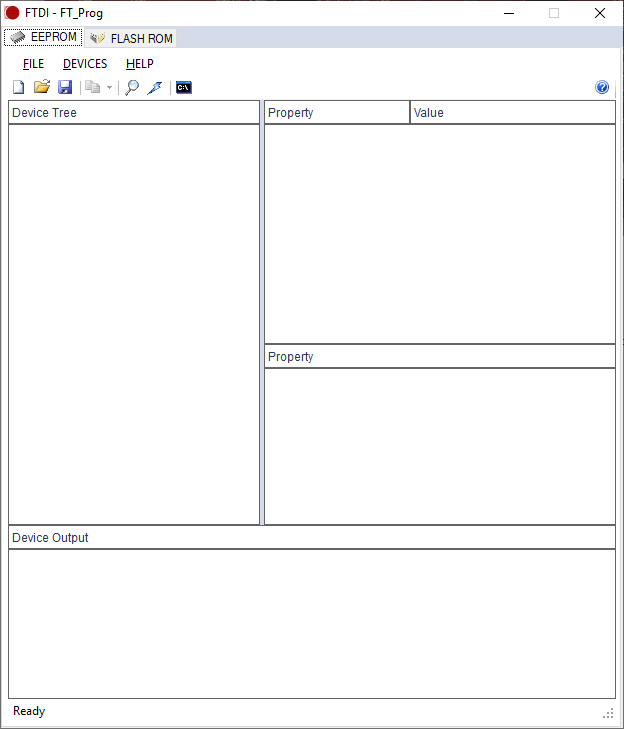 FTDI - FT_Prog
EEPROM FLASH ROM
FILE DEVICES HELP
C:\
Device Tree Property Value
Property
Device Output
Ready